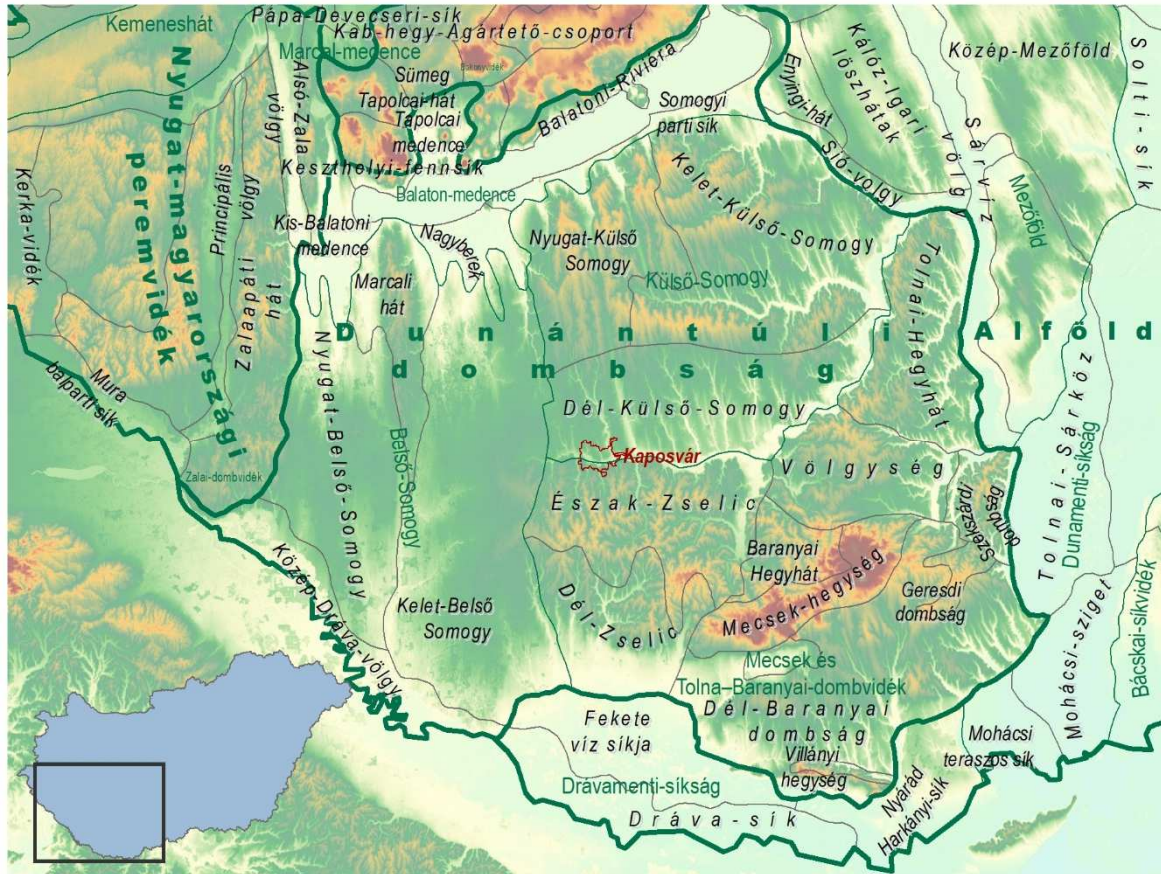 Kemeneshát
Pápa-Devecseri-sík
Kab-hegy-Agártető-csoport
Marcal-medence
Sümeg
Tapolcai-hát
Tapolcai
medence
Keszthelyi-fennsík
Balatoni-Riviéra
Balaton-medence
Somogyi
parti sík
Enyingi-hát
Kálóz-Igari
löszhátak
Közép-Mezőföld
Solti-sík
Sárvíz
völgy
Sió-völgy
Mezőföld
Nyugat-magyarországi
peremvidék
Kerka-vidék
Principális
völgy
Alsó-Zala
völgy
Zalaapáti
hát
Kis-Balatoni
medence
Nagyberek
Marcali
hát
Nyugat-Külső
Somogy
Kelet-Külső-Somogy
Külső-Somogy
Tolnai-Hegyhát
Dunántúli
dombság
Alföld
Mura
balparti sík
Zalai-dombvidék
Nyugat-Belső-Somogy
Belső-Somogy
Dél-Külső-Somogy
Kaposvár
Völgység
Észak-Zselic
Szekszárdi
dombság
Tolnai-Sárköz
Dunamenti-síkság
Baranyai
Hegyhát
Mecsek-hegység
Geresdi
dombság
Közép-Dráva-völgy
Kelet-Belső
Somogy
Dél-Zselic
Mecsek és
Tolna–Baranyai-dombvidék
Dél-Baranyai
dombság
Mohácsi-sziget
Bácskai-síkvidék
Fekete
víz síkja
Villányi
hegység
Mohácsi
teraszos sík
Nyárád
Harkányi-sík
Drávamenti-síkság
Dráva-sík